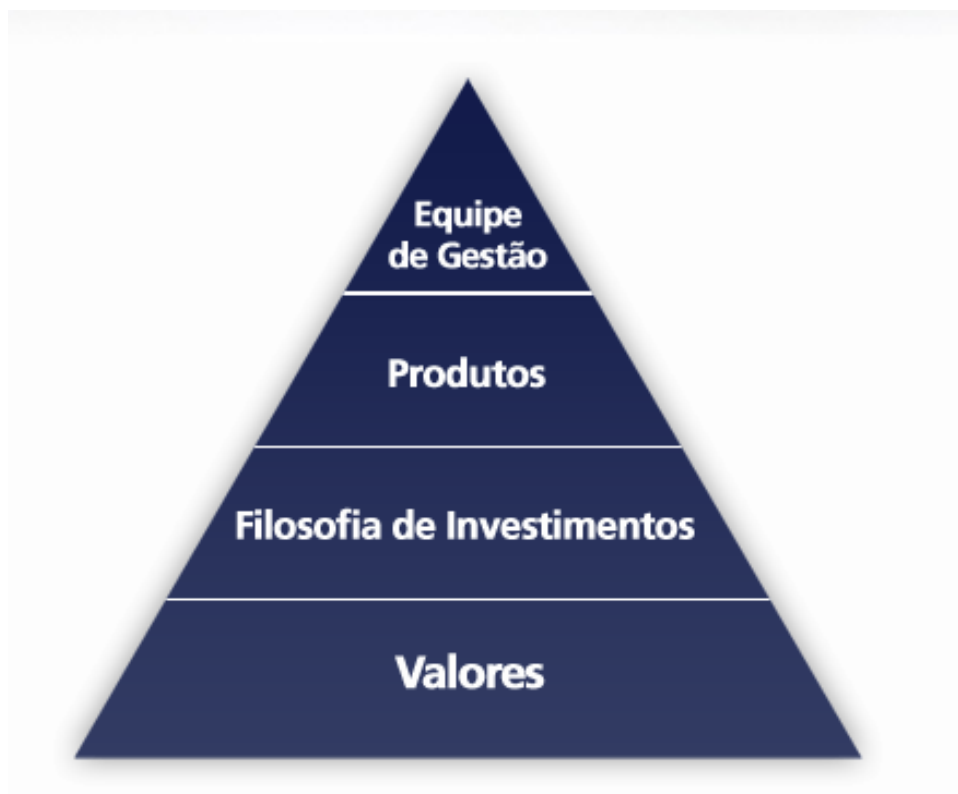 Equipe
de Gestão
Produtos
Filosofia de Investimentos
Valores